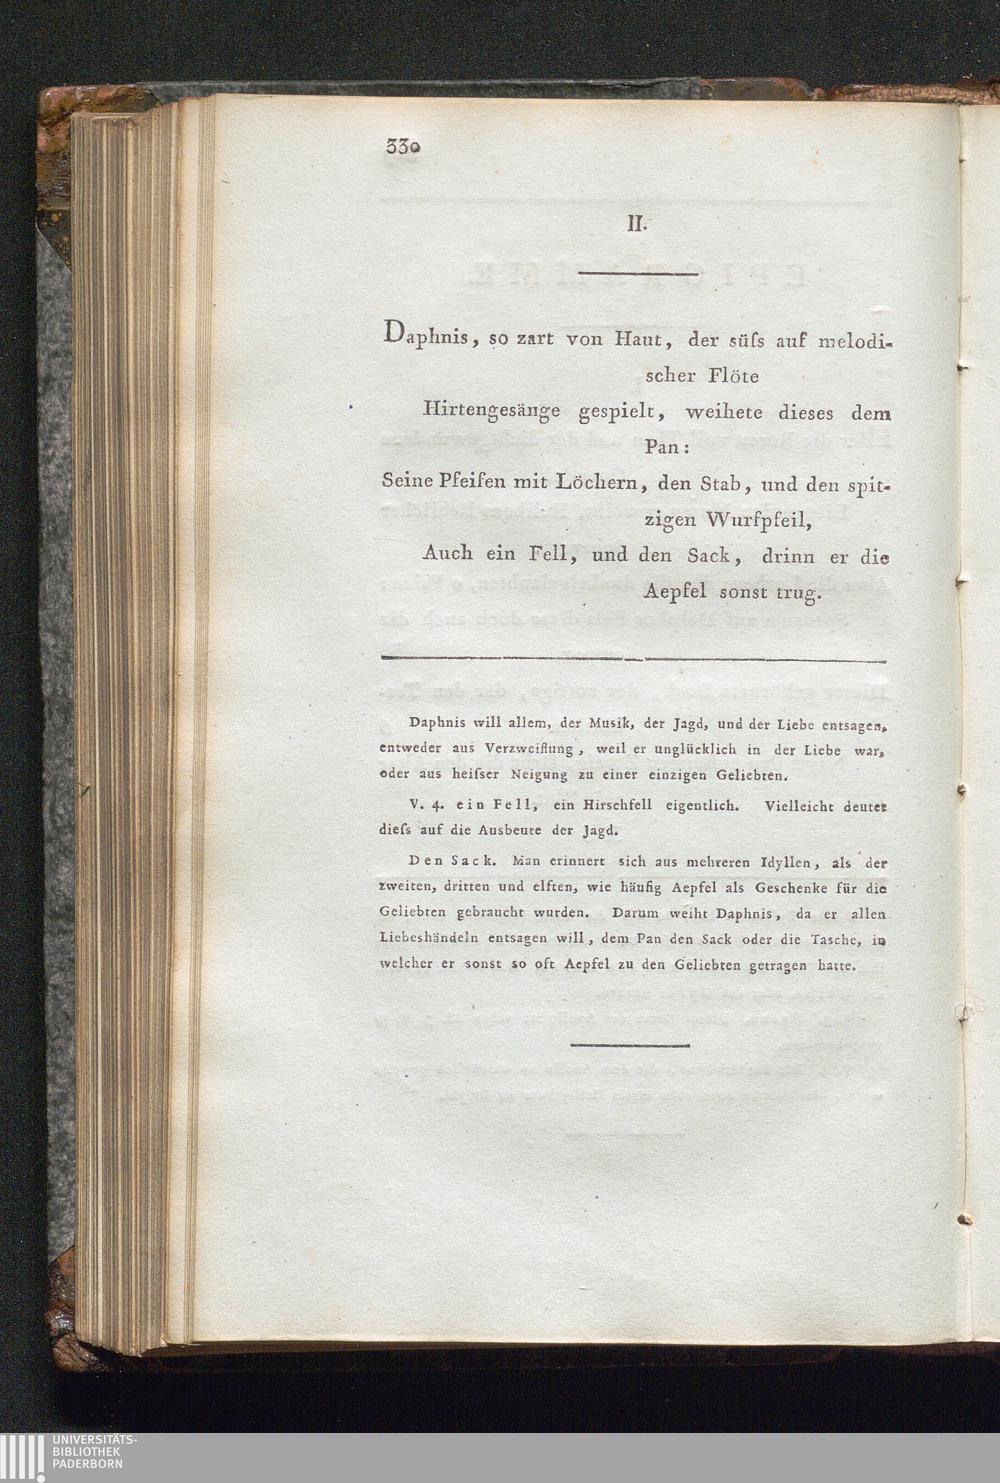 330
II.
Daphnis, so zart von Haut, der süſs auf melodi-
scher Flöte
Hirtengesänge gespielt, weihete dieses dem
Pan:
Seine Pfeifen mit Löchern, den Stab, und den spit-
zigen Wurfpfeil,
Auch ein Fell, und den Sack, drinn er die
Aepfel sonst trug.
Daphnis will allem, der Musik, der Jagd, und der Liebe entsagen,
entweder aus Verzweiflung, weil er unglücklich in der Liebe war,
oder aus heiſser Neigung zu einer einzigen Geliebten.
V. 4. ein Fell, ein Hirschfell eigentlich. Vielleicht deutet
dieſs auf die Ausbeute der Jagd.
Den Sack. Man erinnert sich aus mehreren Idyllen, als der
zweiten, dritten und elften, wie häufig Aepfel als Geschenke für die
Geliebten gebraucht wurden. Darum weiht Daphnis, da er allen
Liebeshändeln entsagen will, dem Pan den Sack oder die Tasche, in
welcher er sonst so oft Aepfel zu den Geliebten getragen hatte.
UNIVERSITÄTS-
BIBLIOTHEK
PADERBORN